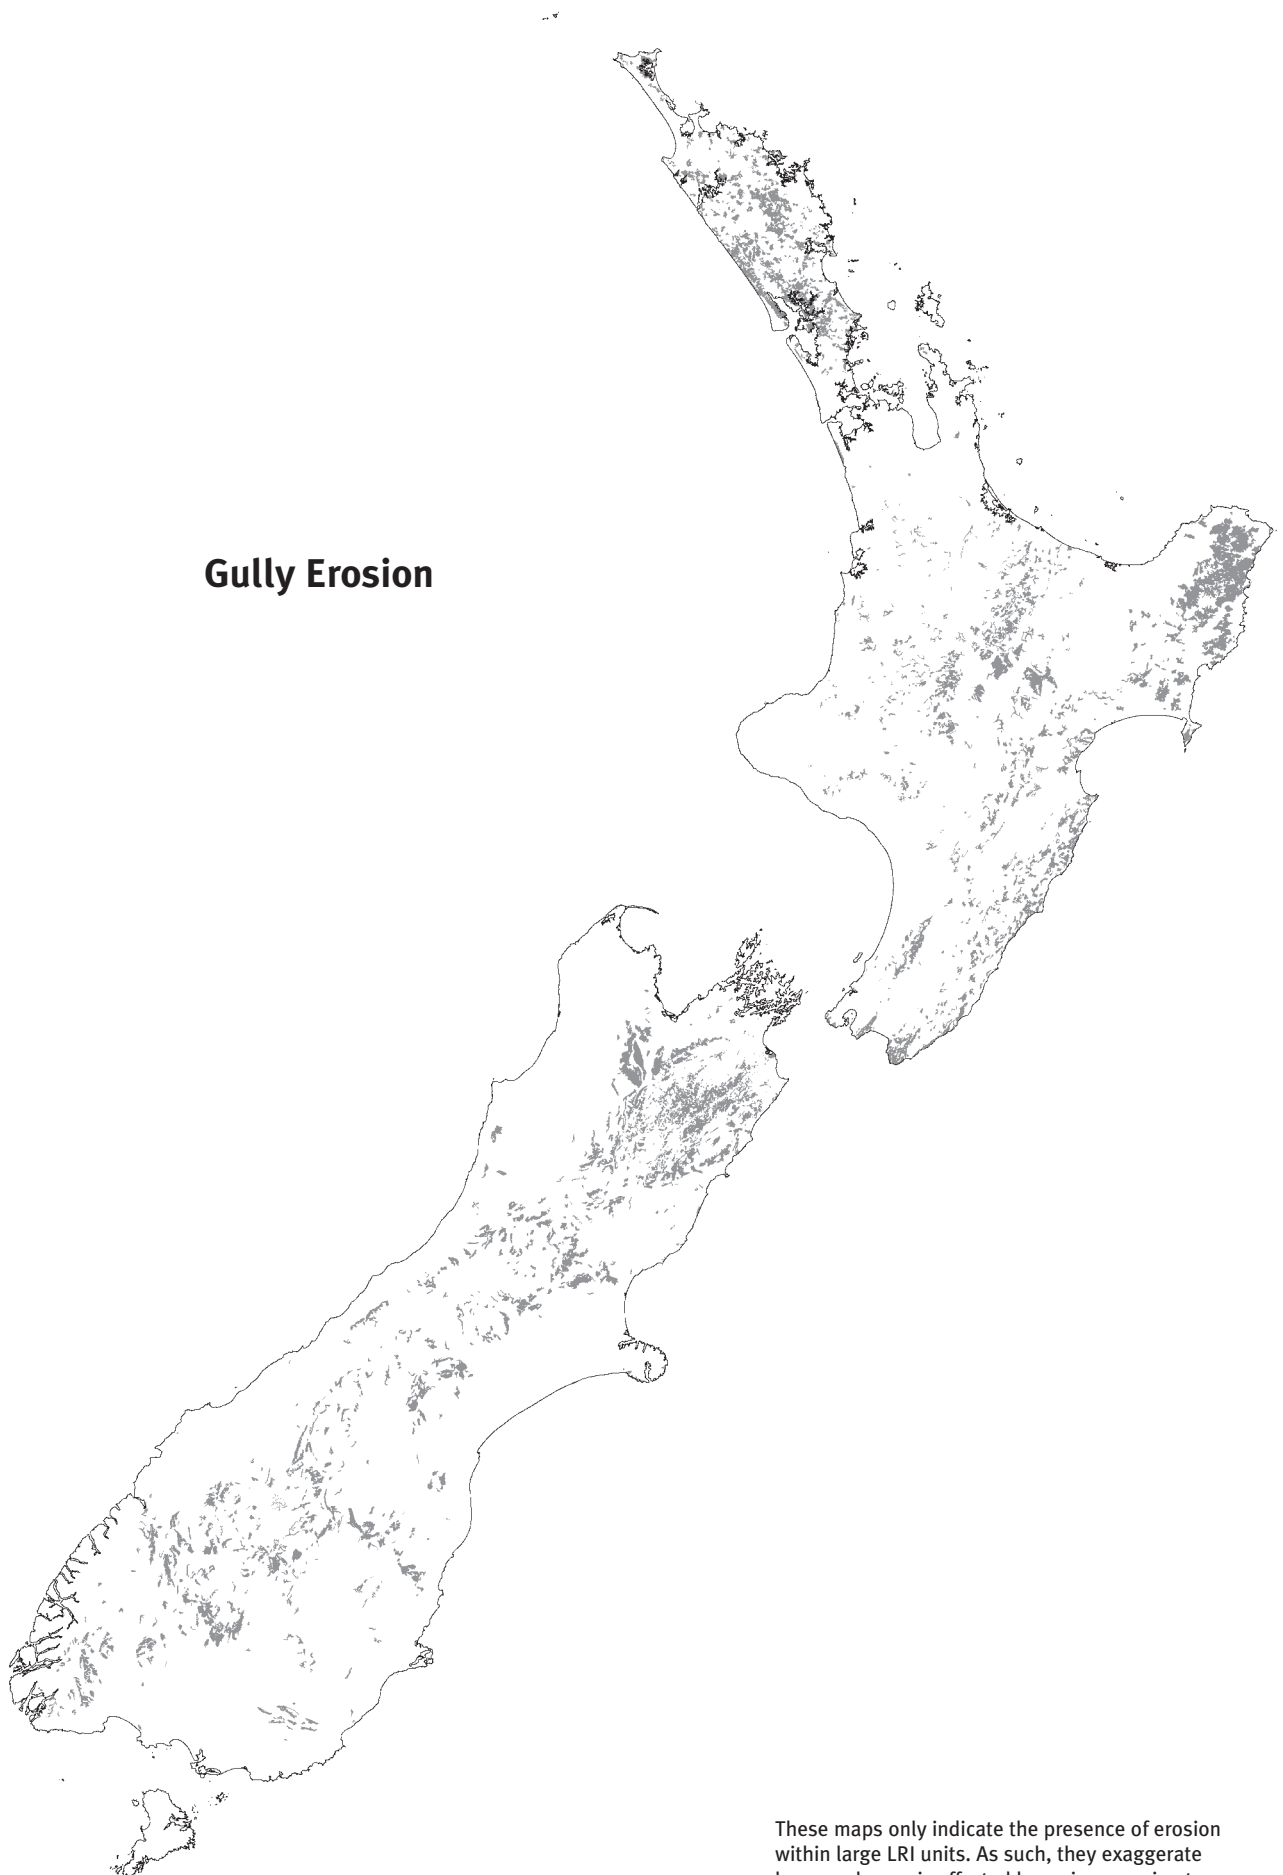 Gully Erosion
These maps only indicate the presence of erosion
within large LRI units. As such, they exaggerate